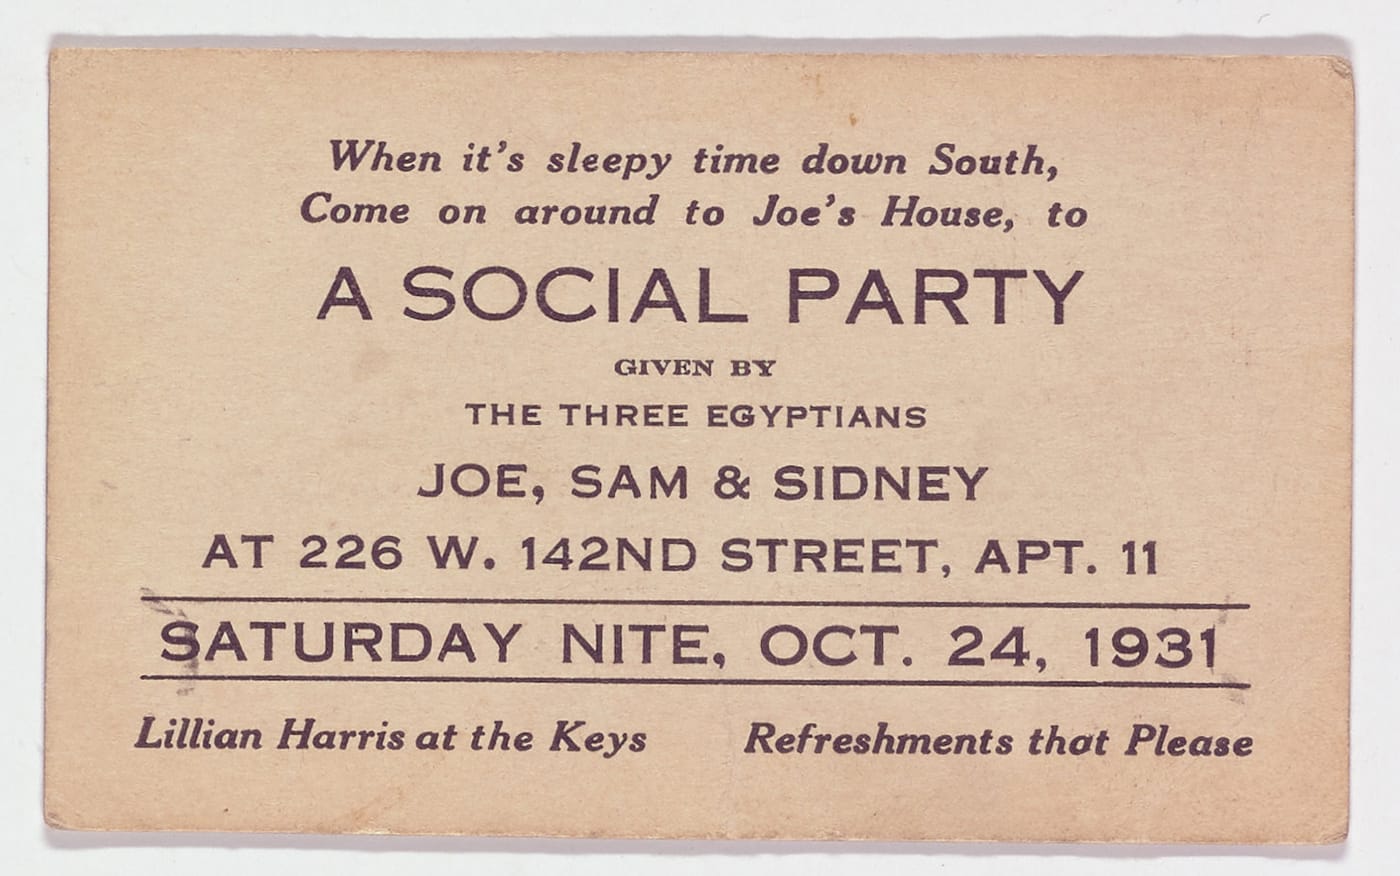 When it's sleepy time down South,
Come on around to Joe's House, to
A SOCIAL PARTY
GIVEN BY
THE THREE EGYPTIANS
JOE, SAM & SIDNEY
AT 226 W. 142ND STREET, APT. 11
SATURDAY NITE, OCT. 24, 1931
Lillian Harris at the Keys Refreshments that Please